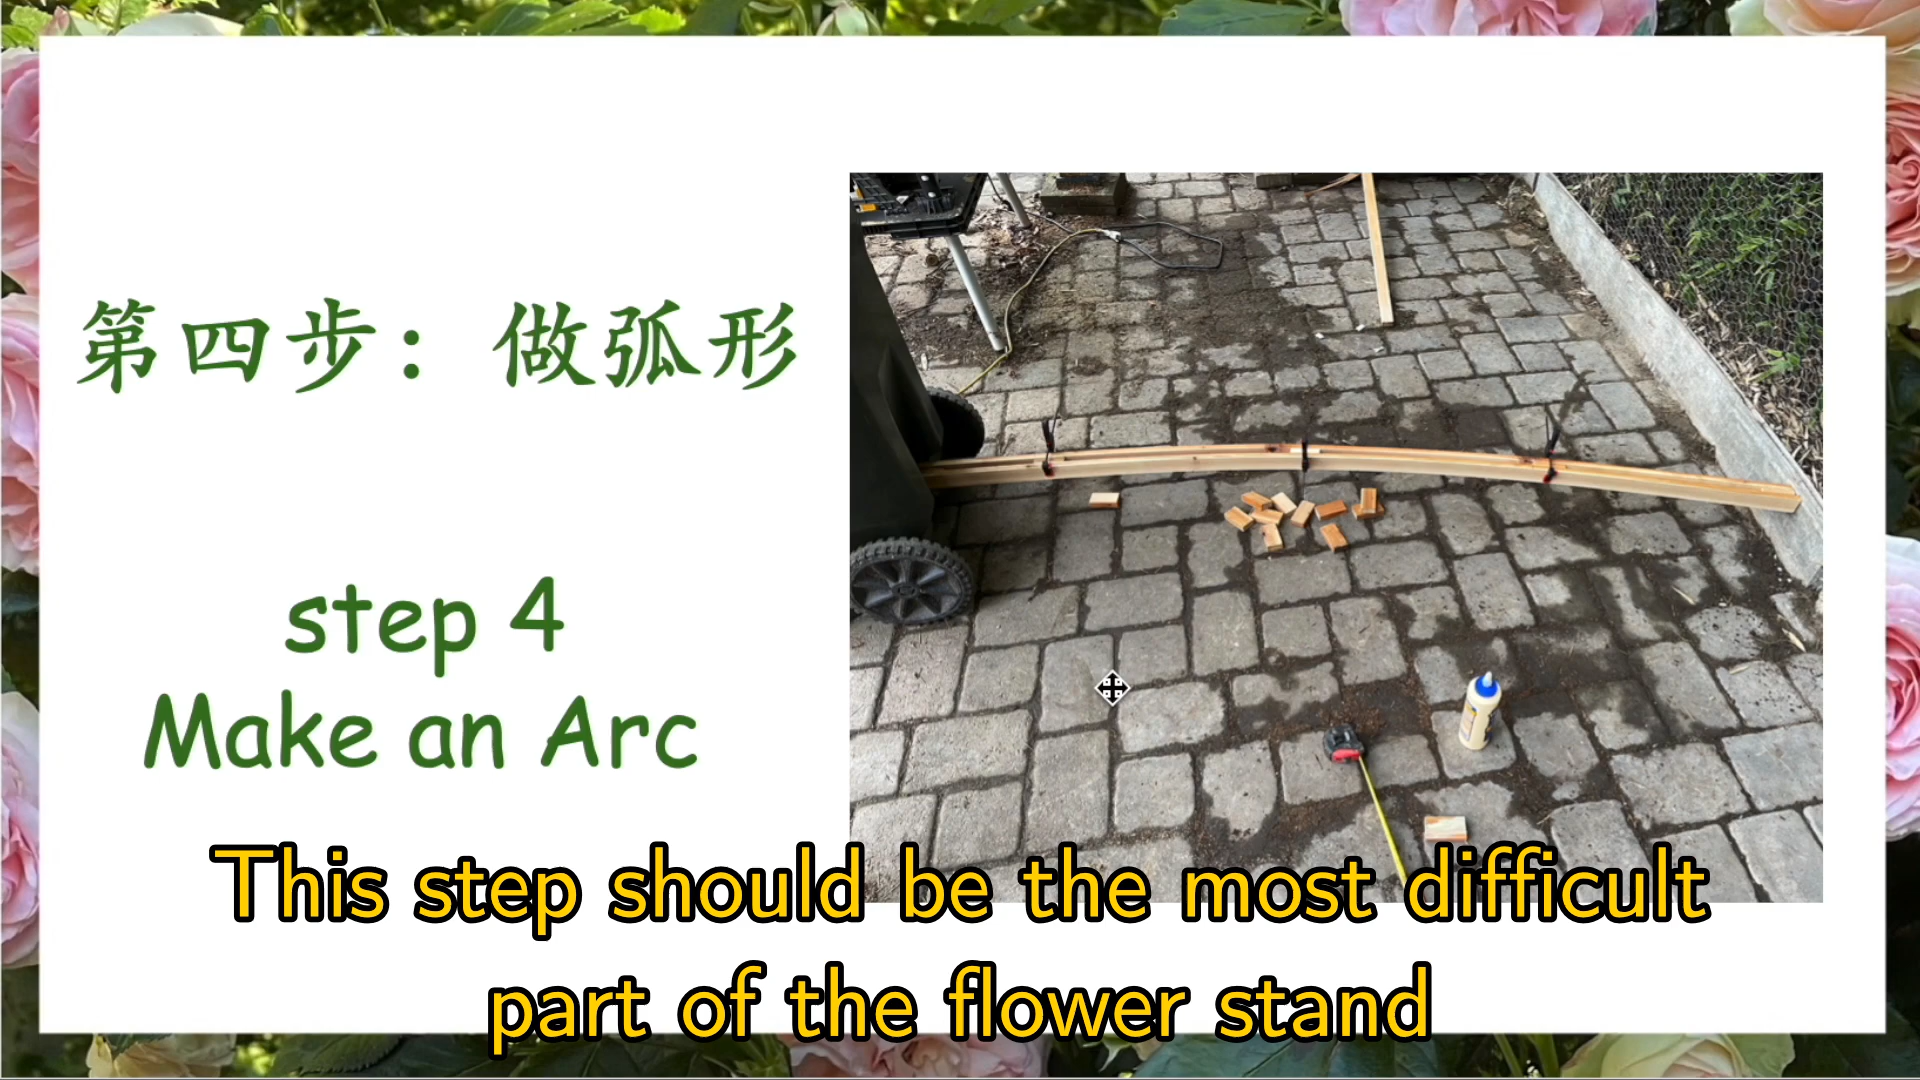 第四步：做弧形
step 4
Make an Arc
This step should be the most difficult
part of the flower stand